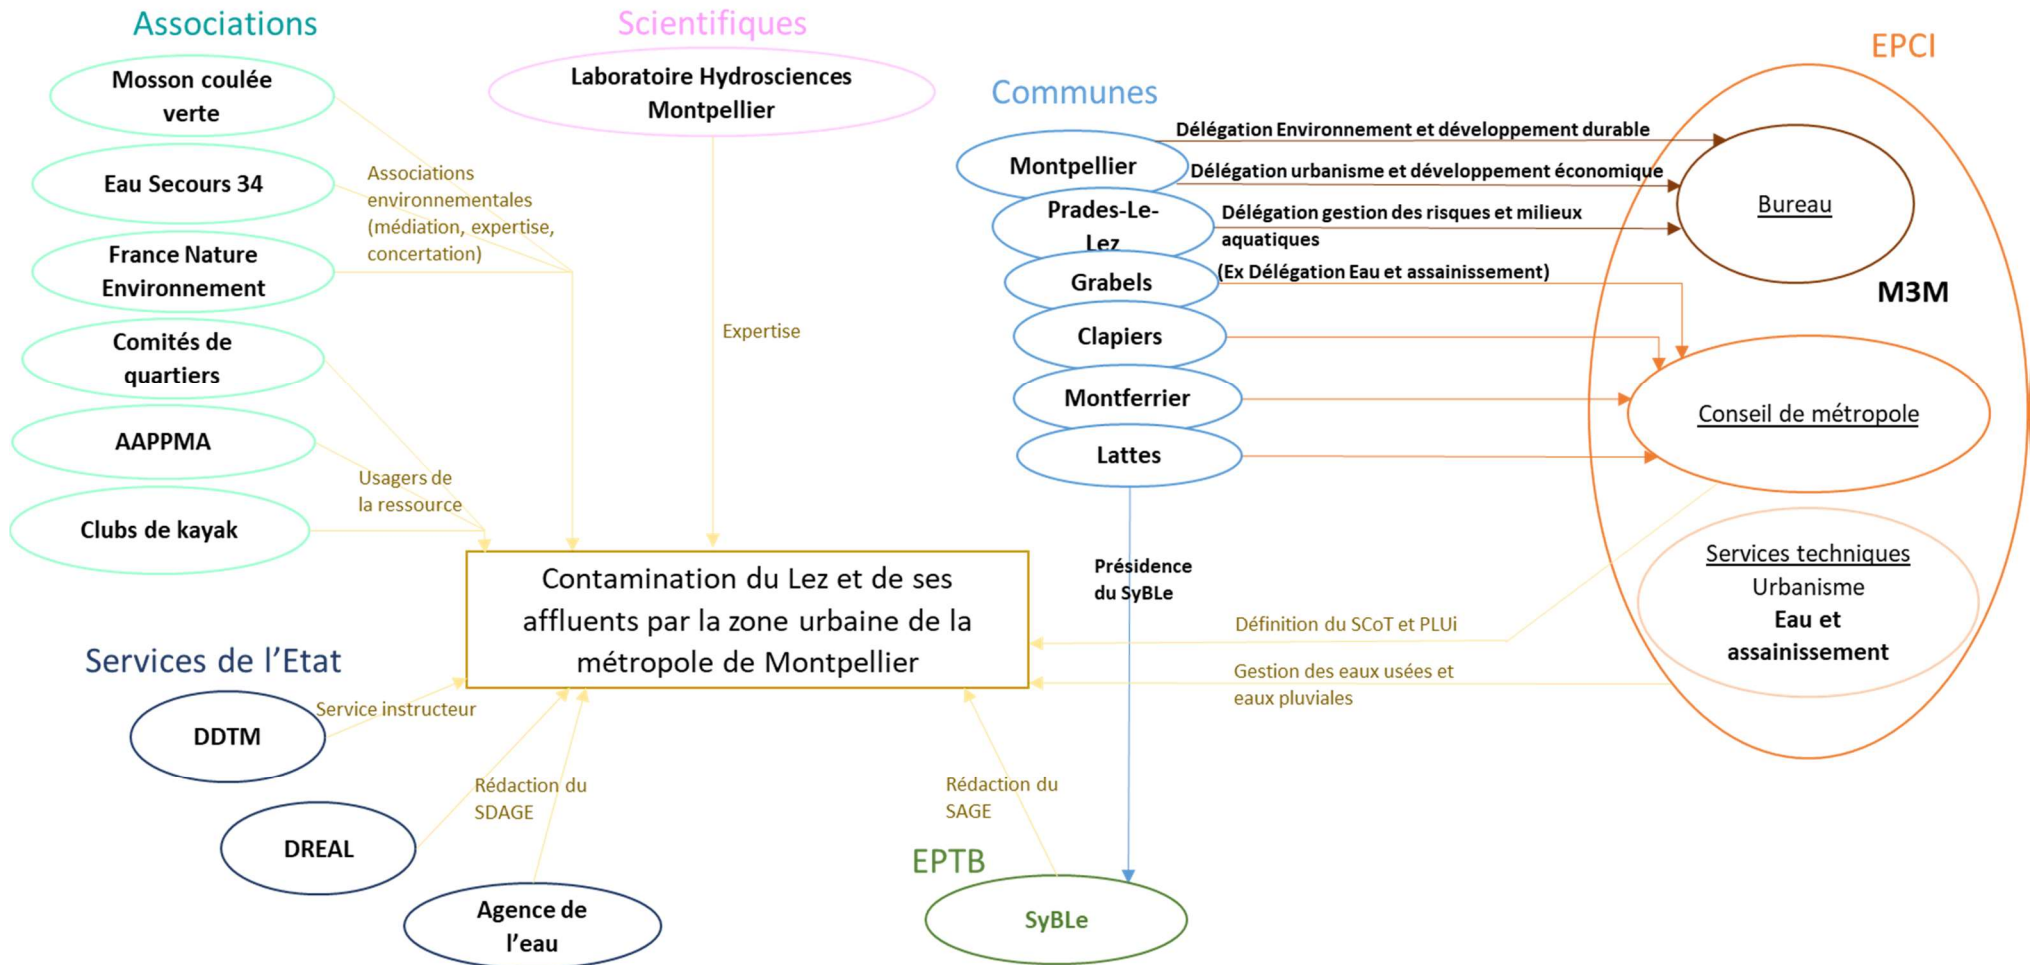 Associations
Mosson coulée
verte
Eau Secours 34
France Nature
Environnement
Comités de
quartiers
AAPPMA
Clubs de kayak
Associations
environnementales
(médiation, expertise,
concertation)
Usagers de
la ressource
Scientifiques
Laboratoire Hydrosciences
Montpellier
Expertise
Communes
Montpellier
Prades-Le-
Lez
Grabels
Clapiers
Montferrier
Lattes
Délégation Environnement et développement durable
Délégation urbanisme et développement économique
Délégation gestion des risques et milieux
aquatiques
(Ex Délégation Eau et assainissement)
EPCI
Bureau
M3M
Conseil de métropole
Services techniques
Urbanisme
Eau et
assainissement
Présidence
du SyBLe
Définition du SCoT et PLUi
Gestion des eaux usées et
eaux pluviales
Contamination du Lez et de ses
affluents par la zone urbaine de la
métropole de Montpellier
Services de l’Etat
DDTM
Service instructeur
DREAL
Rédaction du
SDAGE
Agence de
l’eau
Rédaction du
SAGE
EPTB
SyBLe